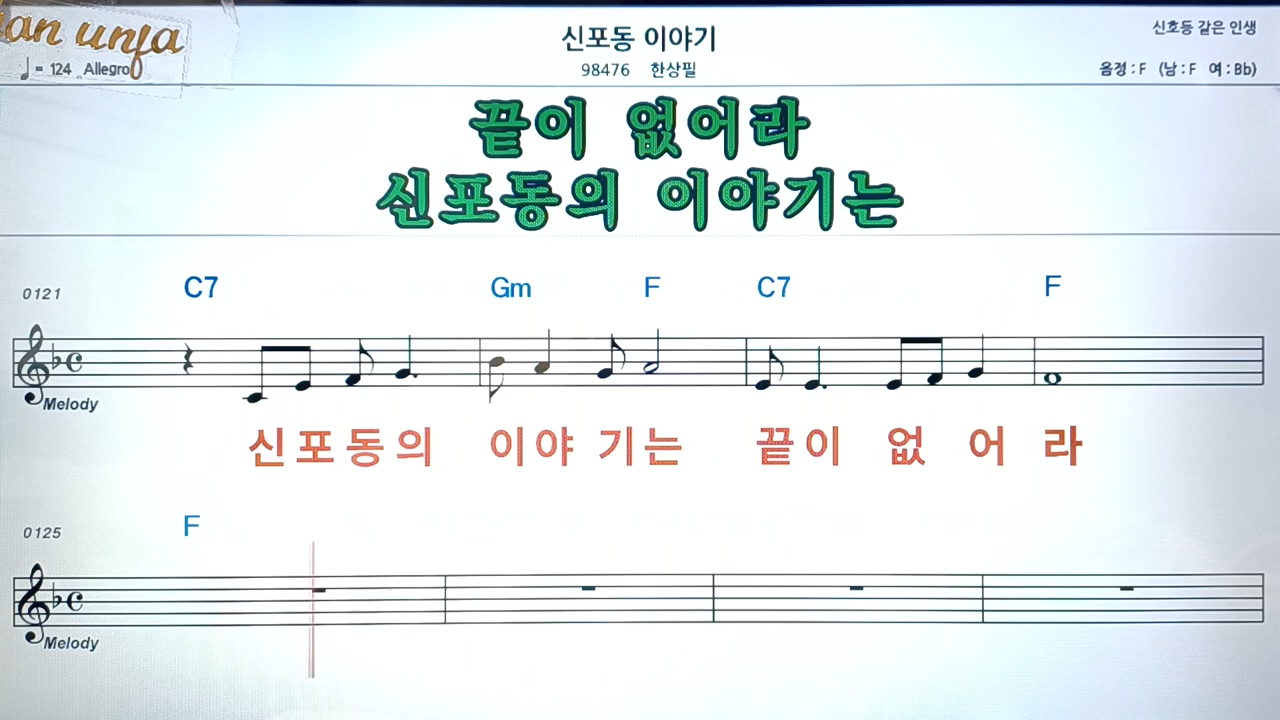 an unfa
♩= 124 Allegro
신포동 이야기
98476 한상필
신호등 같은 인생
음정 : F (남 : F 여 : Bb)
끝이 없어라
신포동의 이야기는
0121 C7 Gm F C7 F
Melody
신포동의 이야 기는 끝이 없 어 라
0125 F
Melody